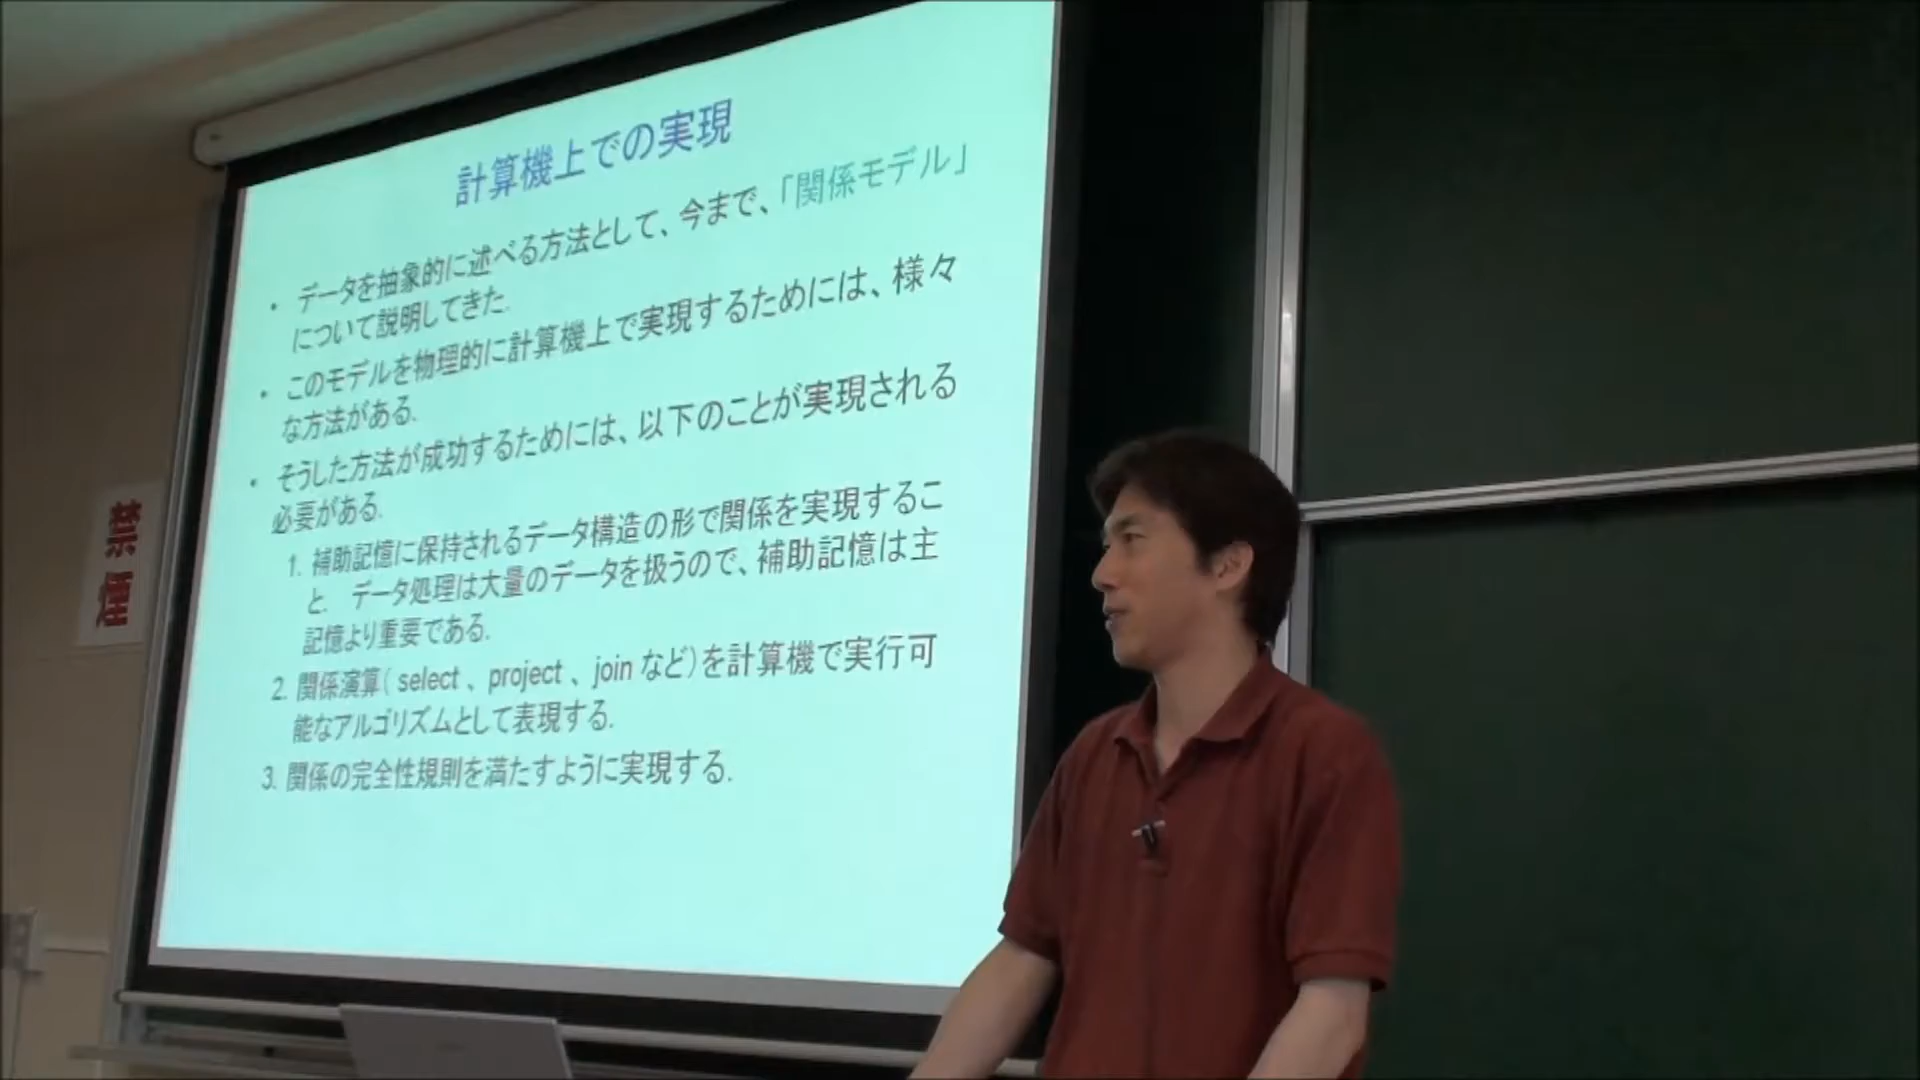 計算機上での実現
• データを抽象的に述べる方法として、今まで、「関係モデル」
について説明してきた.
• このモデルを物理的に計算機上で実現するためには、様々
な方法がある.
• そうした方法が成功するためには、以下のことが実現される
必要がある.
1. 補助記憶に保持されるデータ構造の形で関係を実現するこ
と. データ処理は大量のデータを扱うので、補助記憶は主
記憶より重要である.
2. 関係演算( select 、 project 、 join など)を計算機で実行可
能なアルゴリズムとして表現する.
3. 関係の完全性規則を満たすように実現する.
禁
煙